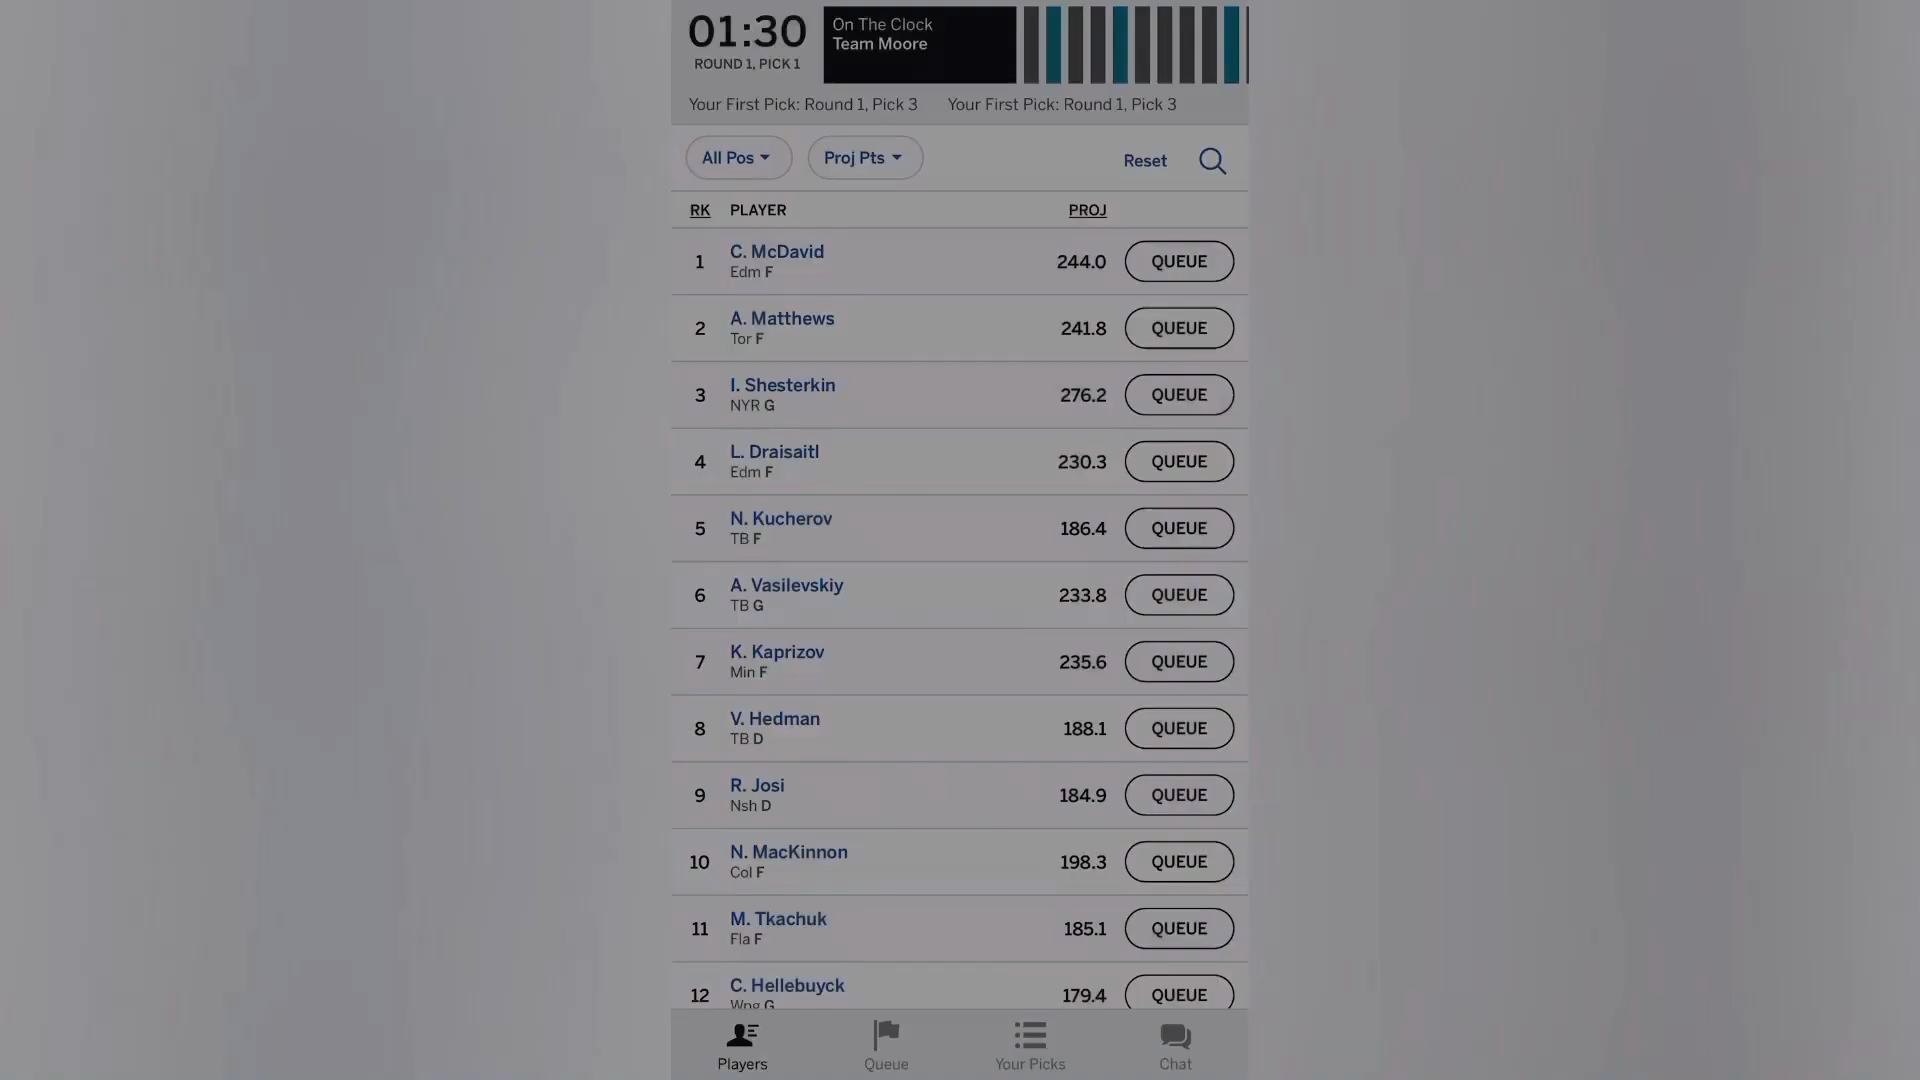 01:30
ROUND 1, PICK 1
On The Clock
Team Moore
Your First Pick: Round 1, Pick 3 Your First Pick: Round 1, Pick 3
All Pos Proj Pts Reset
RK PLAYER PROJ
1 C. McDavid 244.0 QUEUE
Edm F
2 A. Matthews 241.8 QUEUE
Tor F
3 I. Shesterkin 276.2 QUEUE
NYR G
4 L. Draisaitl 230.3 QUEUE
Edm F
5 N. Kucherov 186.4 QUEUE
TB F
6 A. Vasilevskiy 233.8 QUEUE
TB G
7 K. Kaprizov 235.6 QUEUE
Min F
8 V. Hedman 188.1 QUEUE
TB D
9 R. Josi 184.9 QUEUE
Nsh D
10 N. MacKinnon 198.3 QUEUE
Col F
11 M. Tkachuk 185.1 QUEUE
Fla F
12 C. Hellebuyck 179.4 QUEUE
Wpg G
Players Queue Your Picks Chat